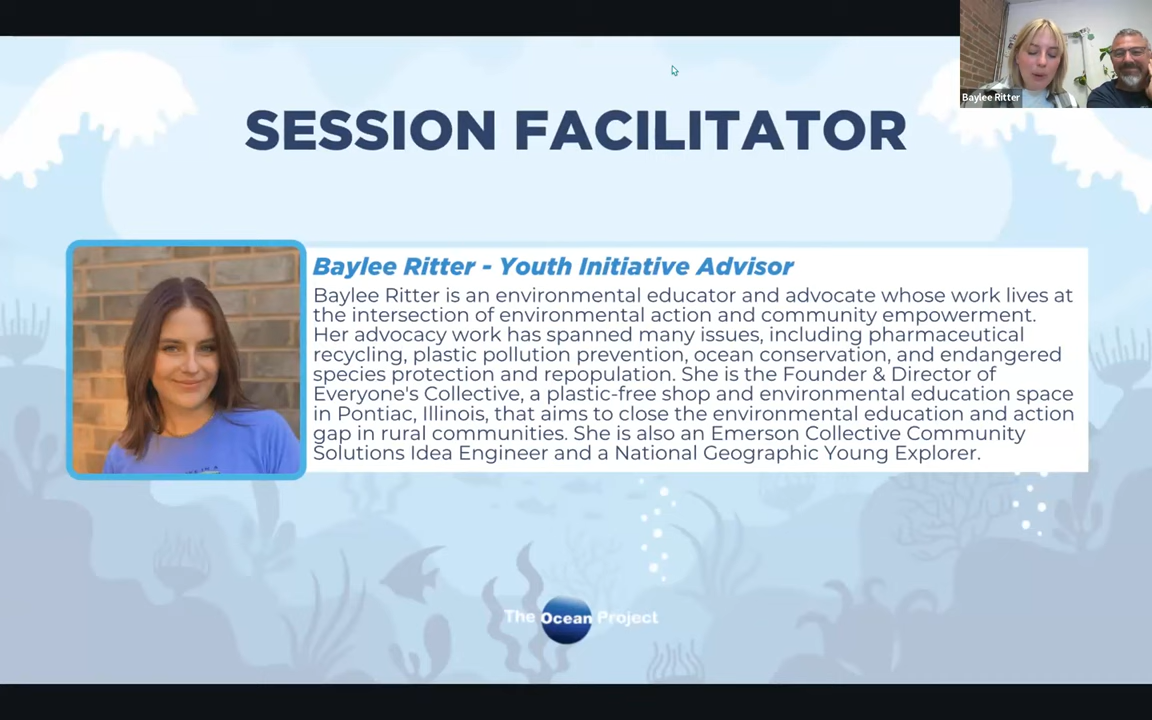 Baylee Ritter
SESSION FACILITATOR
Baylee Ritter - Youth Initiative Advisor
Baylee Ritter is an environmental educator and advocate whose work lives at
the intersection of environmental action and community empowerment.
Her advocacy work has spanned many issues, including pharmaceutical
recycling, plastic pollution prevention, ocean conservation, and endangered
species protection and repopulation. She is the Founder & Director of
Everyone's Collective, a plastic-free shop and environmental education space
in Pontiac, Illinois, that aims to close the environmental education and action
gap in rural communities. She is also an Emerson Collective Community
Solutions Idea Engineer and a National Geographic Young Explorer.
The Ocean Project